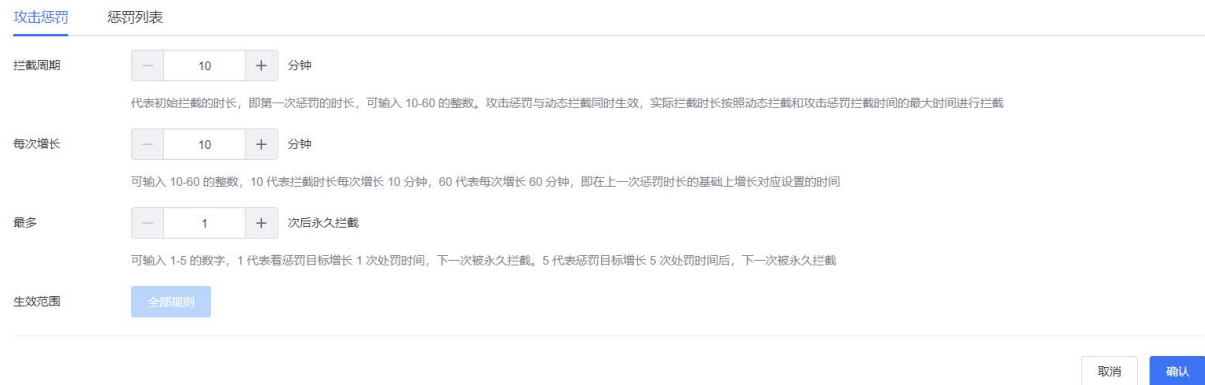 攻击惩罚 惩罚列表
拦截周期 — 10 + 分钟
代表初始拦截的时长，即第一次惩罚的时长，可输入 10-60 的整数。攻击惩罚与动态拦截同时生效，实际拦截时长按照动态拦截和攻击惩罚拦截时间的最大时间进行拦截
每次增长 — 10 + 分钟
可输入 10-60 的整数，10 代表拦截时长每次增长 10 分钟，60 代表每次增长 60 分钟，即在上一次惩罚时长的基础上增长对应设置的时间
最多 — 1 + 次后永久拦截
可输入 1-5 的数字，1 代表着惩罚目标增长 1 次处罚时间，下一次被永久拦截。5 代表惩罚目标增长 5 次处罚时间后，下一次被永久拦截
生效范围 全部规则
取消 确认